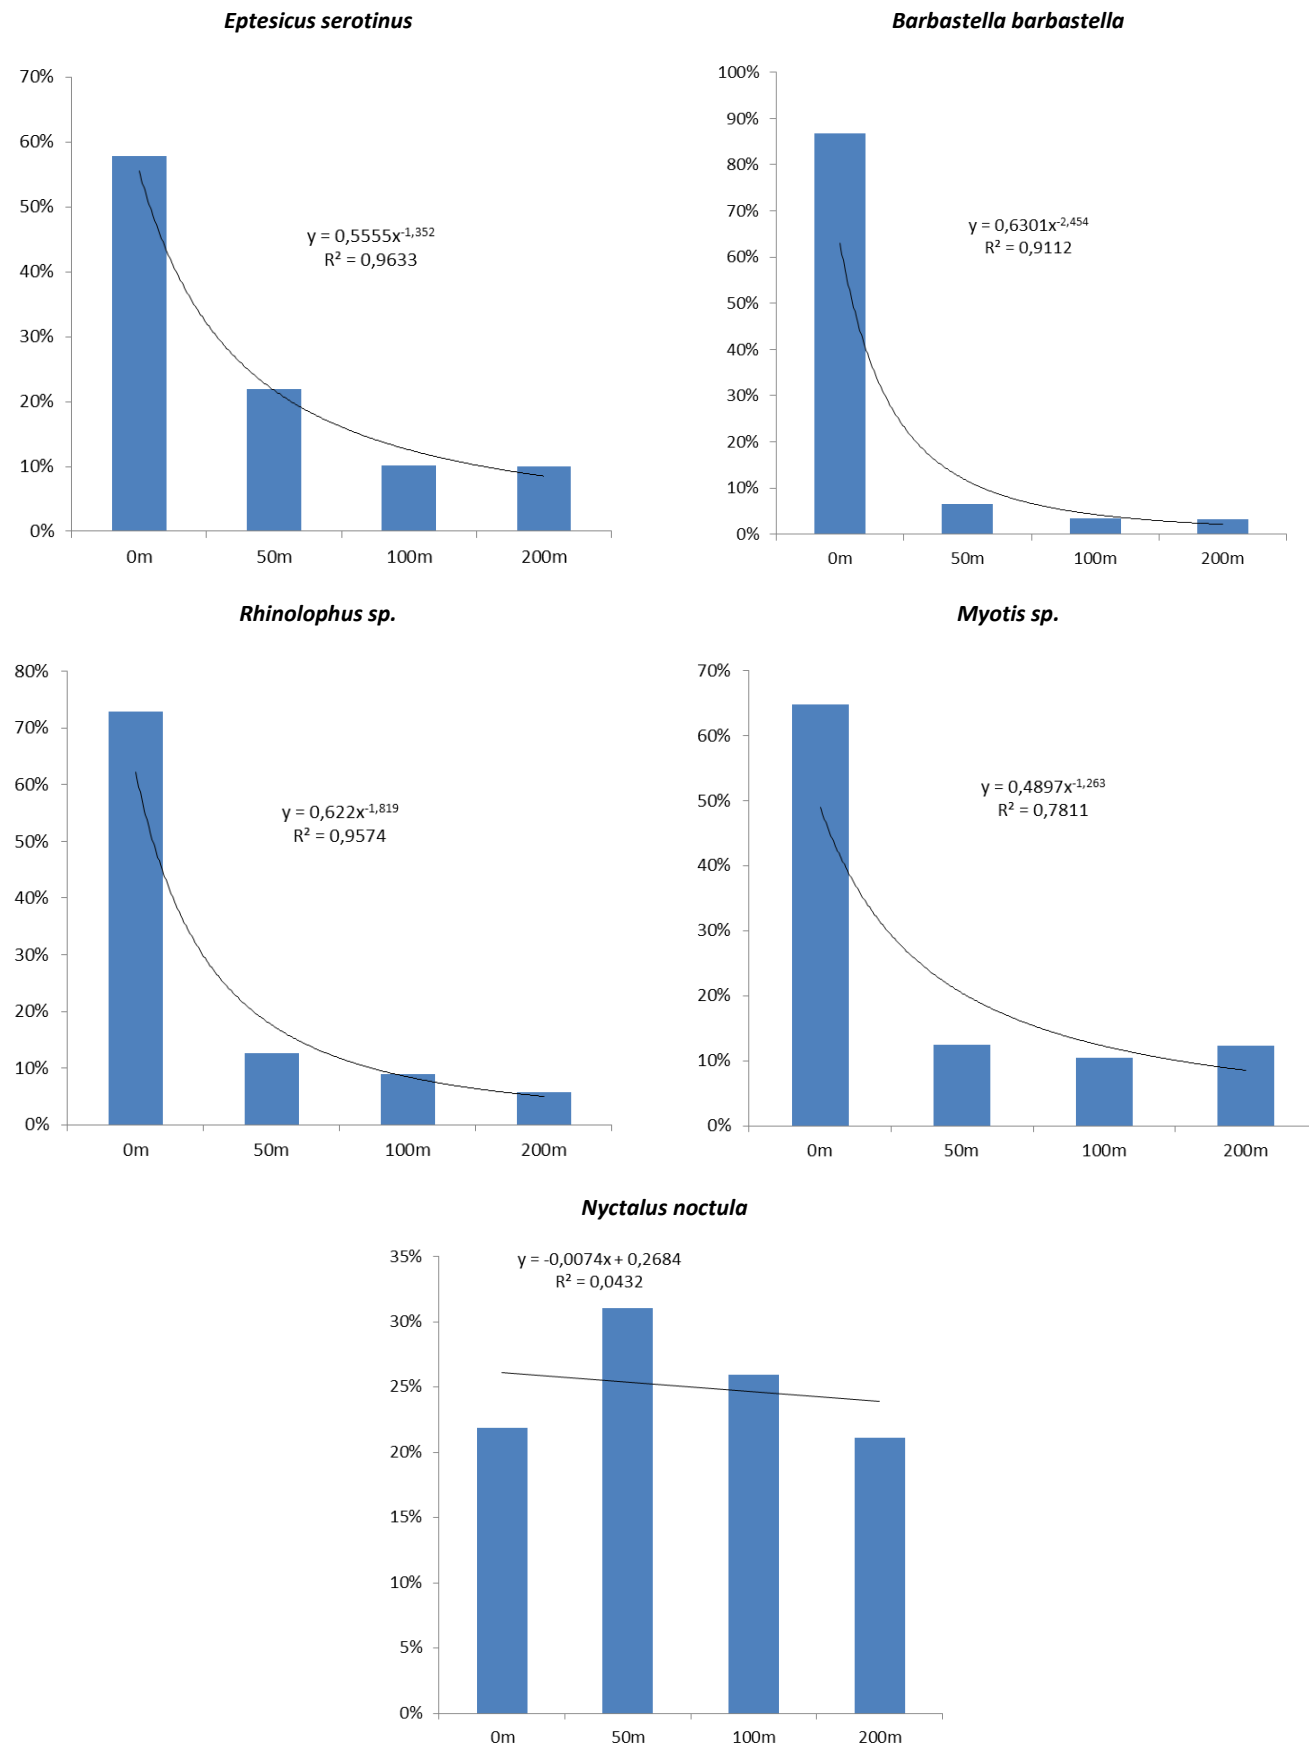 Eptesicus serotinus
70%
60%
50%
40%
30%
20%
10%
0%
y = 0,5555x^-1,352
R² = 0,9633
0m 50m 100m 200m
Barbastella barbastella
100%
90%
80%
70%
60%
50%
40%
30%
20%
10%
0%
y = 0,6301x^-2,454
R² = 0,9112
0m 50m 100m 200m
Rhinolophus sp.
80%
70%
60%
50%
40%
30%
20%
10%
0%
y = 0,622x^-1,819
R² = 0,9574
0m 50m 100m 200m
Myotis sp.
70%
60%
50%
40%
30%
20%
10%
0%
y = 0,4897x^-1,263
R² = 0,7811
0m 50m 100m 200m
Nyctalus noctula
35%
30%
25%
20%
15%
10%
5%
0%
y = -0,0074x + 0,2684
R² = 0,0432
0m 50m 100m 200m